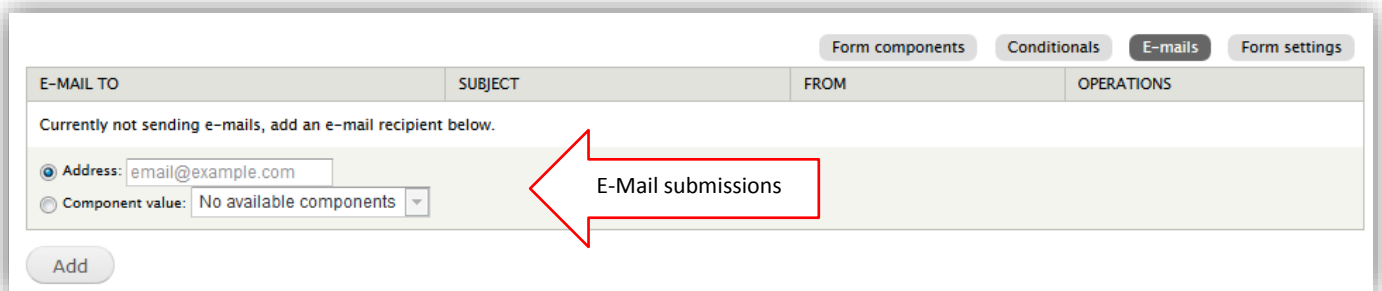 Form components Conditionals E-mails Form settings
E-MAIL TO SUBJECT FROM OPERATIONS
Currently not sending e-mails, add an e-mail recipient below.
Address: email@example.com
E-Mail submissions
Component value: No available components
Add